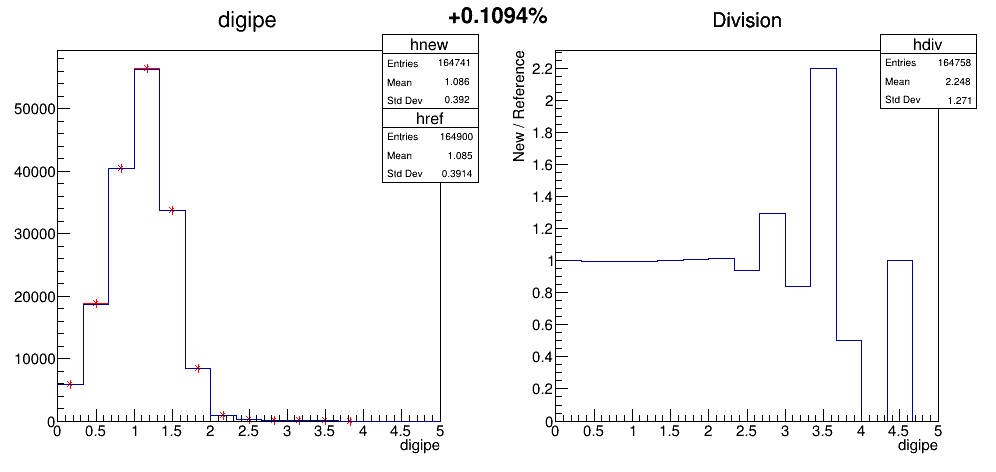 digipe
+0.1094%
Division
hnew
Entries 164741
Mean 1.086
Std Dev 0.392
href
Entries 164900
Mean 1.085
Std Dev 0.3914
50000
40000
30000
20000
10000
0
0 0.5 1 1.5 2 2.5 3 3.5 4 4.5 5
digipe
hdiv
Entries 164758
Mean 2.248
Std Dev 1.271
New / Reference
2.2
2
1.8
1.6
1.4
1.2
1
0.8
0.6
0.4
0.2
0
0 0.5 1 1.5 2 2.5 3 3.5 4 4.5 5
digipe